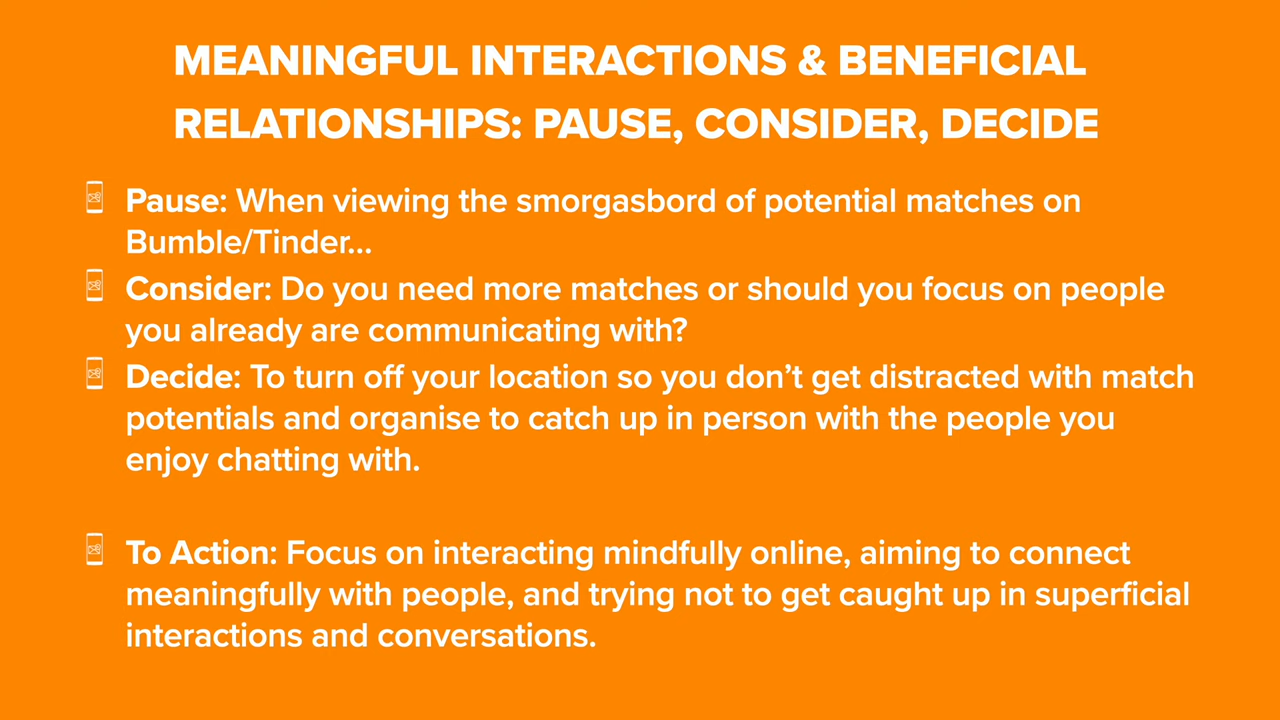 MEANINGFUL INTERACTIONS & BENEFICIAL
RELATIONSHIPS: PAUSE, CONSIDER, DECIDE
Pause: When viewing the smorgasbord of potential matches on
Bumble/Tinder...
Consider: Do you need more matches or should you focus on people
you already are communicating with?
Decide: To turn off your location so you don’t get distracted with match
potentials and organise to catch up in person with the people you
enjoy chatting with.
To Action: Focus on interacting mindfully online, aiming to connect
meaningfully with people, and trying not to get caught up in superficial
interactions and conversations.